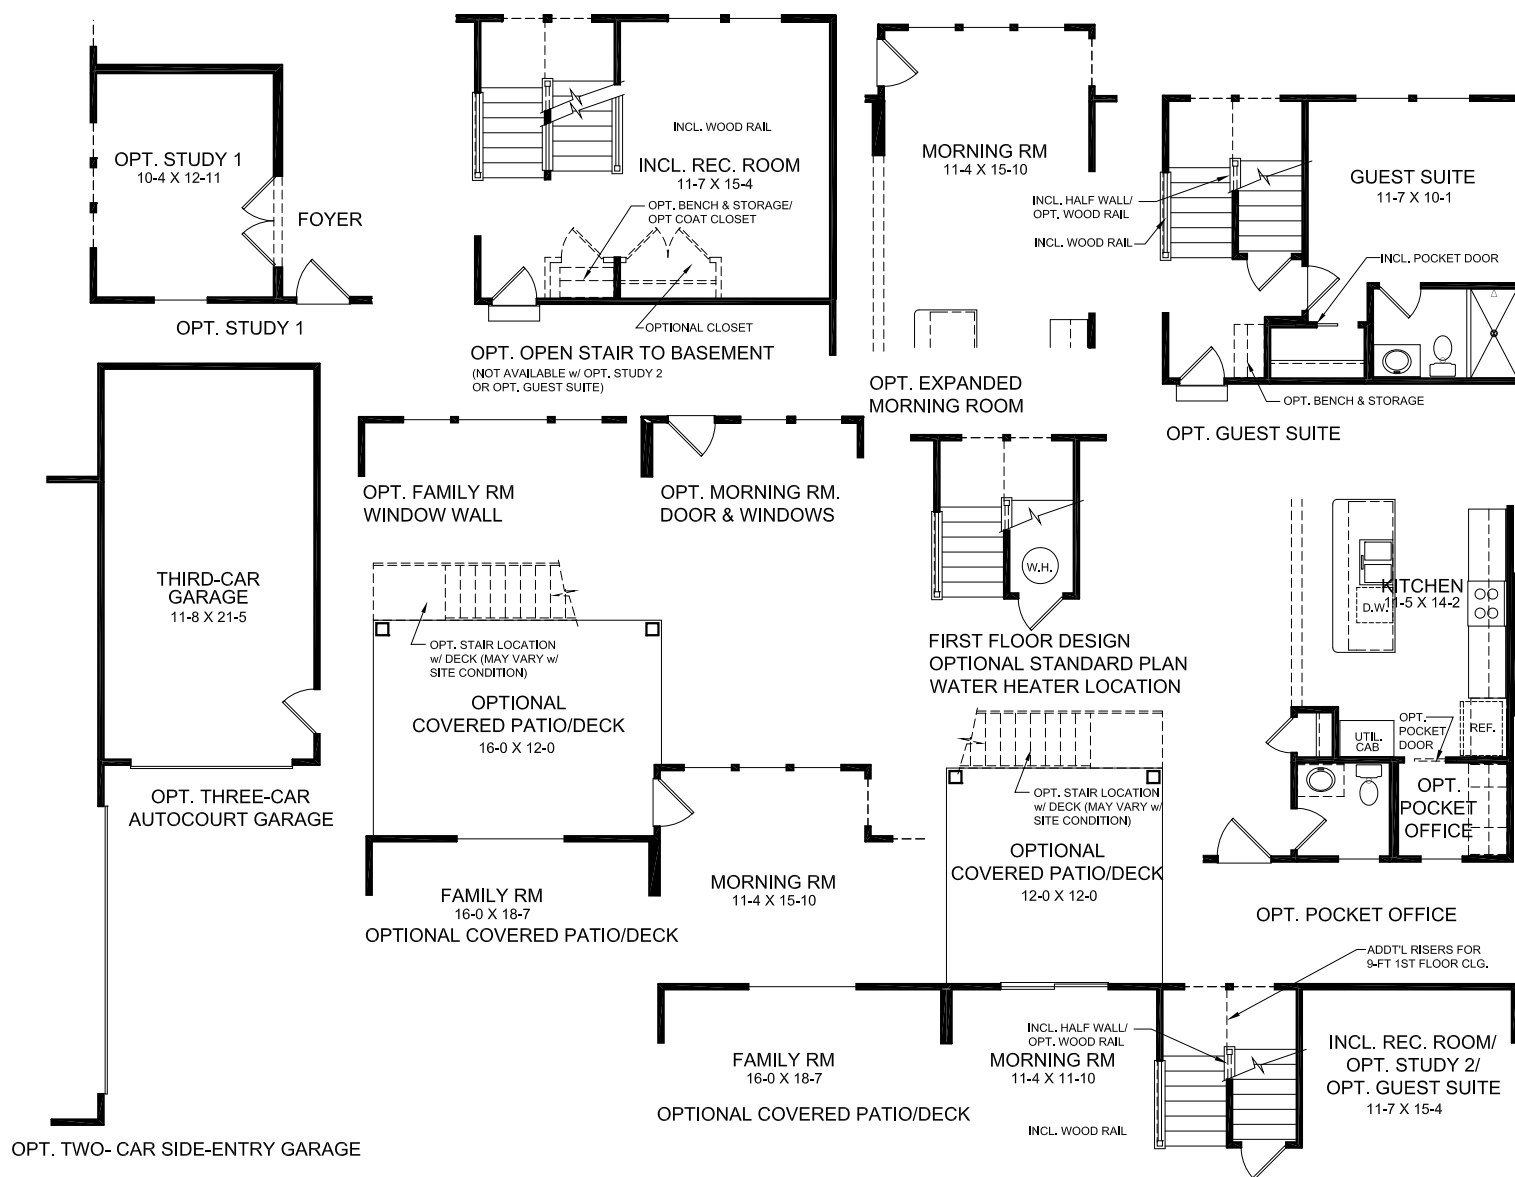 OPT. STUDY 1
10-4 X 12-11
FOYER
OPT. STUDY 1
INCL. WOOD RAIL
INCL. REC. ROOM
11-7 X 15-4
OPT. BENCH & STORAGE/
OPT COAT CLOSET
OPTIONAL CLOSET
OPT. OPEN STAIR TO BASEMENT
(NOT AVAILABLE w/ OPT. STUDY 2
OR OPT. GUEST SUITE)
MORNING RM
11-4 X 15-10
OPT. EXPANDED
MORNING ROOM
GUEST SUITE
11-7 X 10-1
INCL. HALF WALL/
OPT. WOOD RAIL
INCL. WOOD RAIL
INCL. POCKET DOOR
OPT. BENCH & STORAGE
OPT. GUEST SUITE
THIRD-CAR
GARAGE
11-8 X 21-5
OPT. THREE-CAR
AUTOCOURT GARAGE
OPT. TWO- CAR SIDE-ENTRY GARAGE
OPT. FAMILY RM
WINDOW WALL
OPT. MORNING RM.
DOOR & WINDOWS
W.H.
FIRST FLOOR DESIGN
OPTIONAL STANDARD PLAN
WATER HEATER LOCATION
KITCHEN
11-5 X 14-2
D.W.
REF.
UTIL.
CAB
OPT.
POCKET
DOOR
OPT.
POCKET
OFFICE
OPT. POCKET OFFICE
OPT. STAIR LOCATION
w/ DECK (MAY VARY w/
SITE CONDITION)
OPTIONAL
COVERED PATIO/DECK
16-0 X 12-0
FAMILY RM
16-0 X 18-7
MORNING RM
11-4 X 15-10
OPTIONAL COVERED PATIO/DECK
OPT. STAIR LOCATION
w/ DECK (MAY VARY w/
SITE CONDITION)
OPTIONAL
COVERED PATIO/DECK
12-0 X 12-0
ADDT'L RISERS FOR
9-FT 1ST FLOOR CLG.
INCL. HALF WALL/
OPT. WOOD RAIL
FAMILY RM
16-0 X 18-7
MORNING RM
11-4 X 11-10
INCL. WOOD RAIL
INCL. REC. ROOM/
OPT. STUDY 2/
OPT. GUEST SUITE
11-7 X 15-4
OPTIONAL COVERED PATIO/DECK